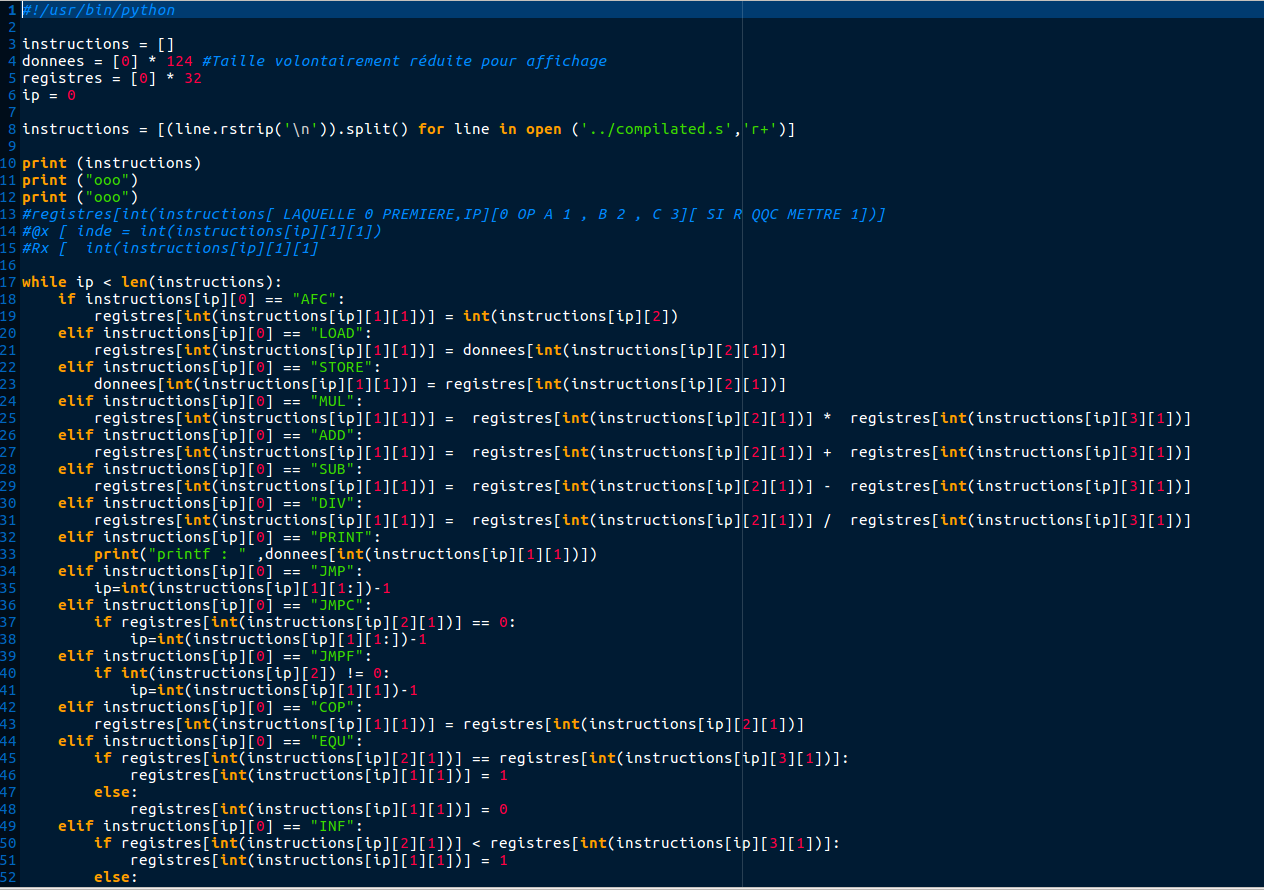 1 #!/usr/bin/python
2
3 instructions = []
4 donnees = [0] * 124 #Taille volontairement réduite pour affichage
5 registres = [0] * 32
6 ip = 0
7
8 instructions = [(line.rstrip('\n')).split() for line in open ('../compilated.s','r+')]
9
10 print (instructions)
11 print ("ooo")
12 print ("ooo")
13 #registres[int(instructions[ LAQUELLE 0 PREMIERE,IP][0 OP A 1 , B 2 , C 3][ SI R QQC METTRE 1])]
14 #@x [ inde = int(instructions[ip][1][1])
15 #Rx [  int(instructions[ip][1][1]
16
17 while ip < len(instructions):
18     if instructions[ip][0] == "AFC":
19         registres[int(instructions[ip][1][1])] = int(instructions[ip][2])
20     elif instructions[ip][0] == "LOAD":
21         registres[int(instructions[ip][1][1])] = donnees[int(instructions[ip][2][1])]
22     elif instructions[ip][0] == "STORE":
23         donnees[int(instructions[ip][1][1])] = registres[int(instructions[ip][2][1])]
24     elif instructions[ip][0] == "MUL":
25         registres[int(instructions[ip][1][1])] =  registres[int(instructions[ip][2][1])] *  registres[int(instructions[ip][3][1])]
26     elif instructions[ip][0] == "ADD":
27         registres[int(instructions[ip][1][1])] =  registres[int(instructions[ip][2][1])] +  registres[int(instructions[ip][3][1])]
28     elif instructions[ip][0] == "SUB":
29         registres[int(instructions[ip][1][1])] =  registres[int(instructions[ip][2][1])] -  registres[int(instructions[ip][3][1])]
30     elif instructions[ip][0] == "DIV":
31         registres[int(instructions[ip][1][1])] =  registres[int(instructions[ip][2][1])] /  registres[int(instructions[ip][3][1])]
32     elif instructions[ip][0] == "PRINT":
33         print("printf : " ,donnees[int(instructions[ip][1][1])])
34     elif instructions[ip][0] == "JMP":
35         ip=int(instructions[ip][1][1:])-1
36     elif instructions[ip][0] == "JMPC":
37         if registres[int(instructions[ip][2][1])] == 0:
38             ip=int(instructions[ip][1][1:])-1
39     elif instructions[ip][0] == "JMPF":
40         if int(instructions[ip][2]) != 0:
41             ip=int(instructions[ip][1][1])-1
42     elif instructions[ip][0] == "COP":
43         registres[int(instructions[ip][1][1])] = registres[int(instructions[ip][2][1])]
44     elif instructions[ip][0] == "EQU":
45         if registres[int(instructions[ip][2][1])] == registres[int(instructions[ip][3][1])]:
46             registres[int(instructions[ip][1][1])] = 1
47         else:
48             registres[int(instructions[ip][1][1])] = 0
49     elif instructions[ip][0] == "INF":
50         if registres[int(instructions[ip][2][1])] < registres[int(instructions[ip][3][1])]:
51             registres[int(instructions[ip][1][1])] = 1
52         else: